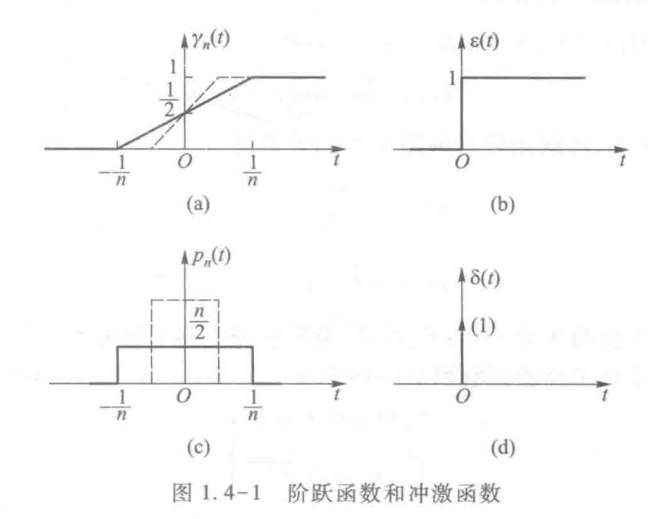 γₙ(t)
1
1/2
-1/n
O
1/n
t
(a)
ε(t)
1
O
t
(b)
pₙ(t)
n/2
-1/n
O
1/n
t
(c)
δ(t)
(1)
O
t
(d)
图 1.4-1 阶跃函数和冲激函数